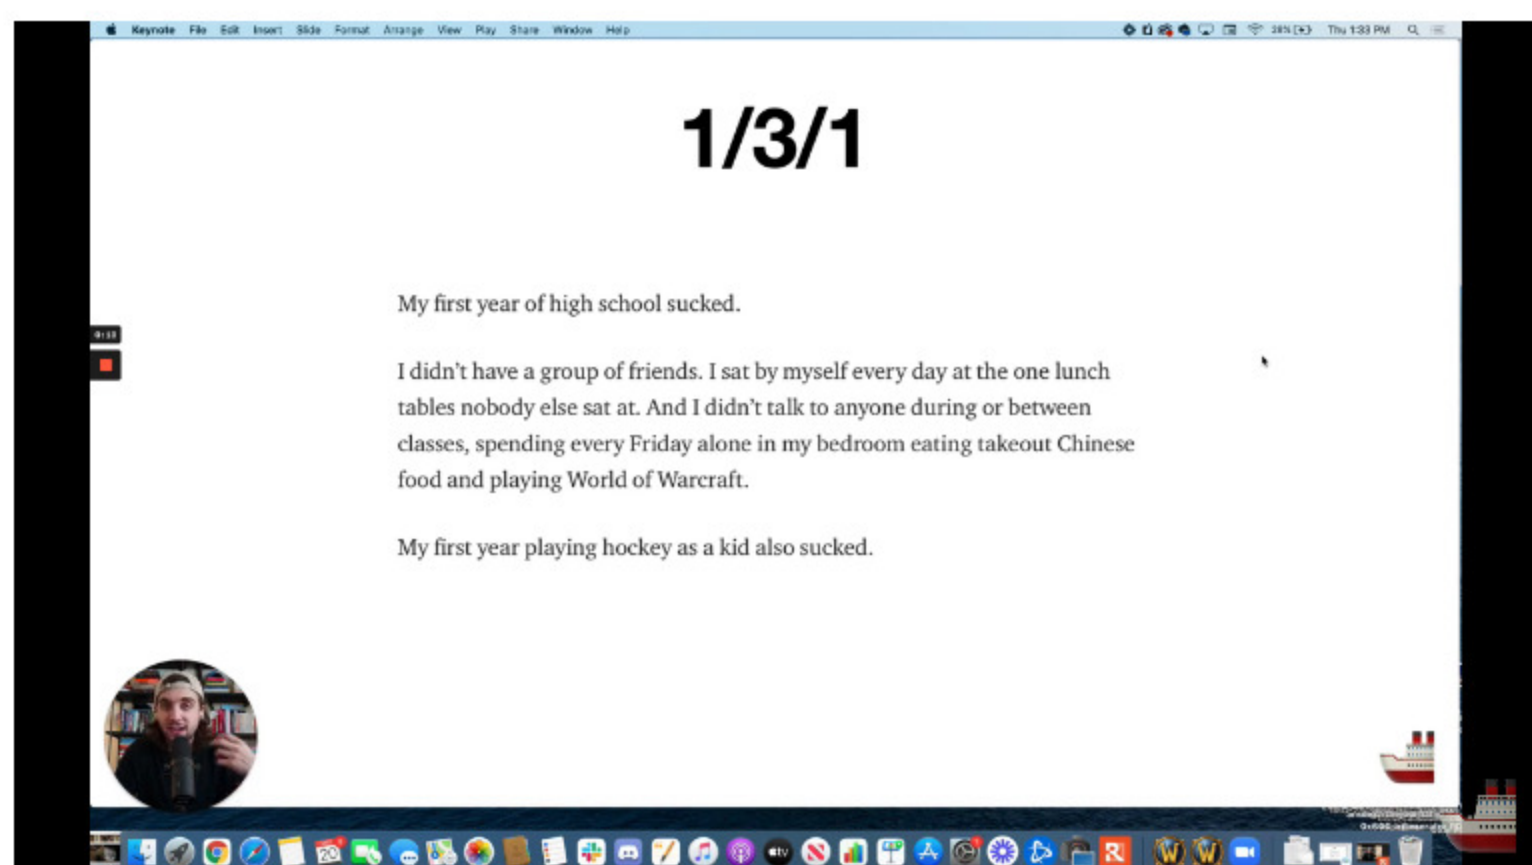 Keynote File Edit Insert Slide Format Arrange View Play Share Window Help
Thu 1:33 PM
1/3/1
My first year of high school sucked.
I didn't have a group of friends. I sat by myself every day at the one lunch
tables nobody else sat at. And I didn't talk to anyone during or between
classes, spending every Friday alone in my bedroom eating takeout Chinese
food and playing World of Warcraft.
My first year playing hockey as a kid also sucked.
20
tv